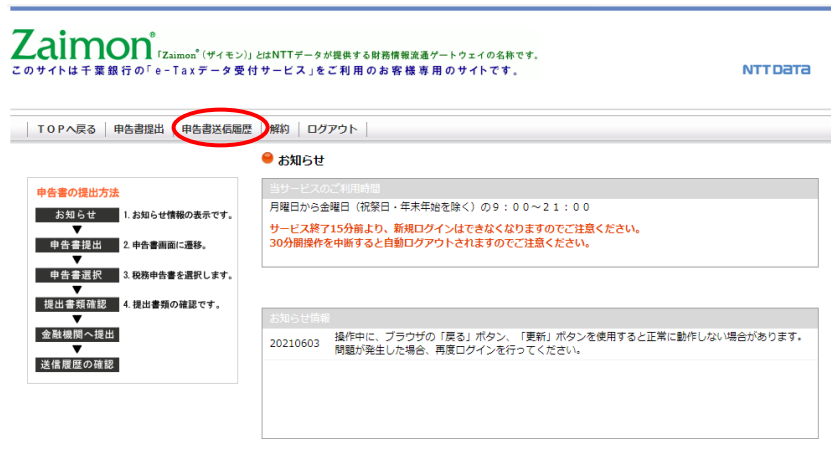 Zaimon® 「Zaimon®(ザイモン)」とはNTTデータが提供する財務情報流通ゲートウェイの名称です。
このサイトは千葉銀行の「e-Taxデータ受付サービス」をご利用のお客様専用のサイトです。
NTT DATA
TOPへ戻る 申告書提出 申告書送信履歴 解約 ログアウト
お知らせ
申告書の提出方法
お知らせ 1.お知らせ情報の表示です。
▼
申告書提出 2.申告書画面に遷移。
▼
申告書選択 3.税務申告書を選択します。
▼
提出書類確認 4.提出書類の確認です。
▼
金融機関へ提出
▼
送信履歴の確認
当サービスのご利用時間
月曜日から金曜日(祝祭日・年末年始を除く)の9:00~21:00
サービス終了15分前より、新規ログインはできなくなりますのでご注意ください。
30分間操作を中断すると自動ログアウトされますのでご注意ください。
お知らせ情報
20210603 操作中に、ブラウザの「戻る」ボタン、「更新」ボタンを使用すると正常に動作しない場合があります。
問題が発生した場合、再度ログインを行ってください。